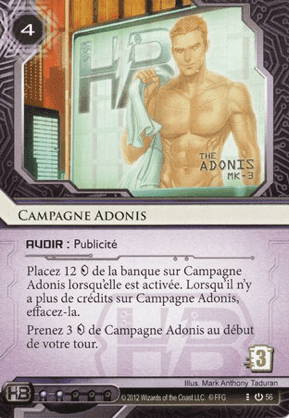 4
HB
THE
ADONIS
MK-3
CAMPAGNE ADONIS
AVOIR : Publicité
Placez 12 de la banque sur Campagne
Adonis lorsqu'elle est activée. Lorsqu'il n'y
a plus de crédits sur Campagne Adonis,
effacez-la.
Prenez 3 de Campagne Adonis au début
de votre tour.
3
Illus. Mark Anthony Taduran
HB
© 2012 Wizards of the Coast LLC. © FFG
56